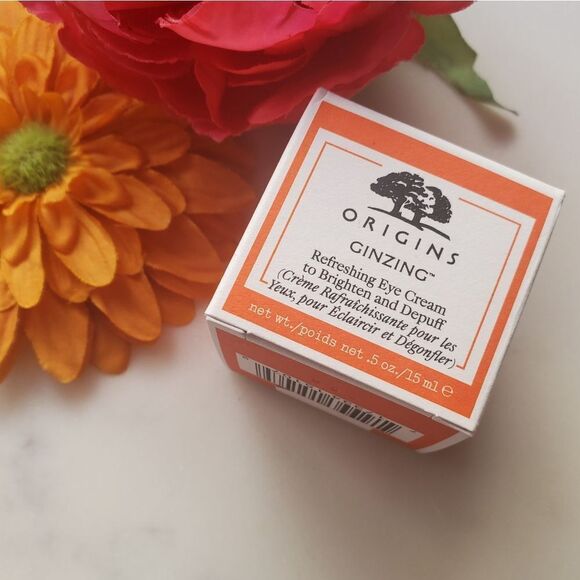 ORIGINS
GINZING™
Refreshing Eye Cream
to Brighten and Depuff
(Crème Rafraîchissante pour les
Yeux, pour Éclaircir et Dégonfler)
net wt./poids net .5 oz./15 ml ℮